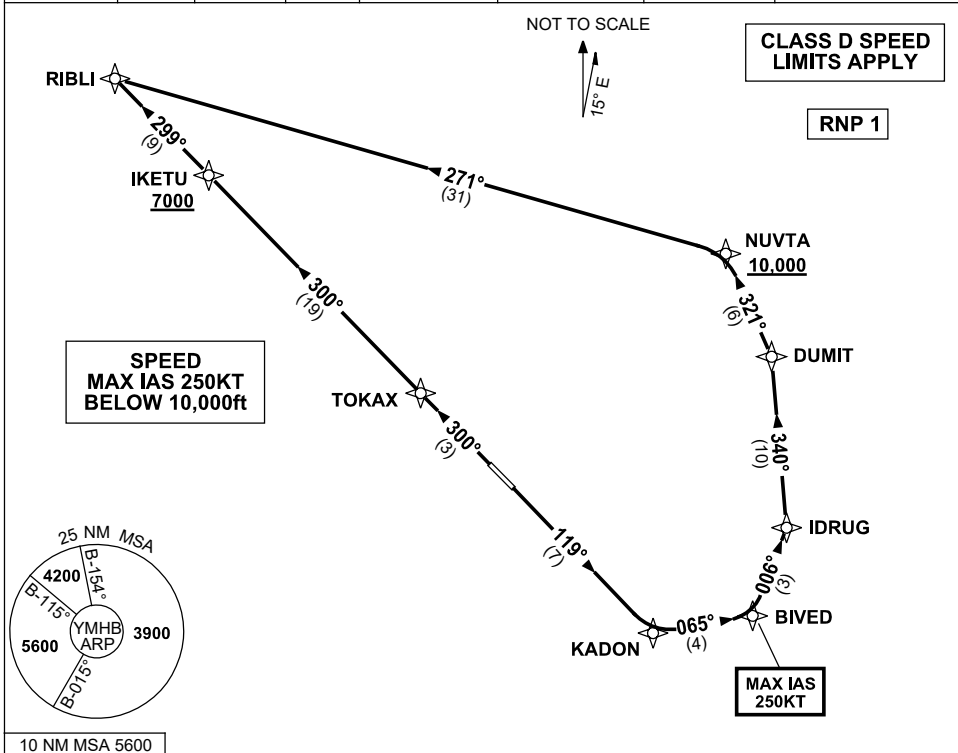 NOT TO SCALE
15° E
CLASS D SPEED
LIMITS APPLY
RNP 1
RIBLI
299°
(9)
IKETU
7000
271°
(31)
NUVTA
10,000
300°
(19)
321°
(6)
SPEED
MAX IAS 250KT
BELOW 10,000ft
DUMIT
TOKAX
300°
(3)
340°
(10)
119°
(7)
IDRUG
006°
(3)
BIVED
065°
(4)
KADON
MAX IAS
250KT
25 NM MSA
B-154°
4200
B-115°
YMHB
ARP
3900
5600
B-015°
10 NM MSA 5600